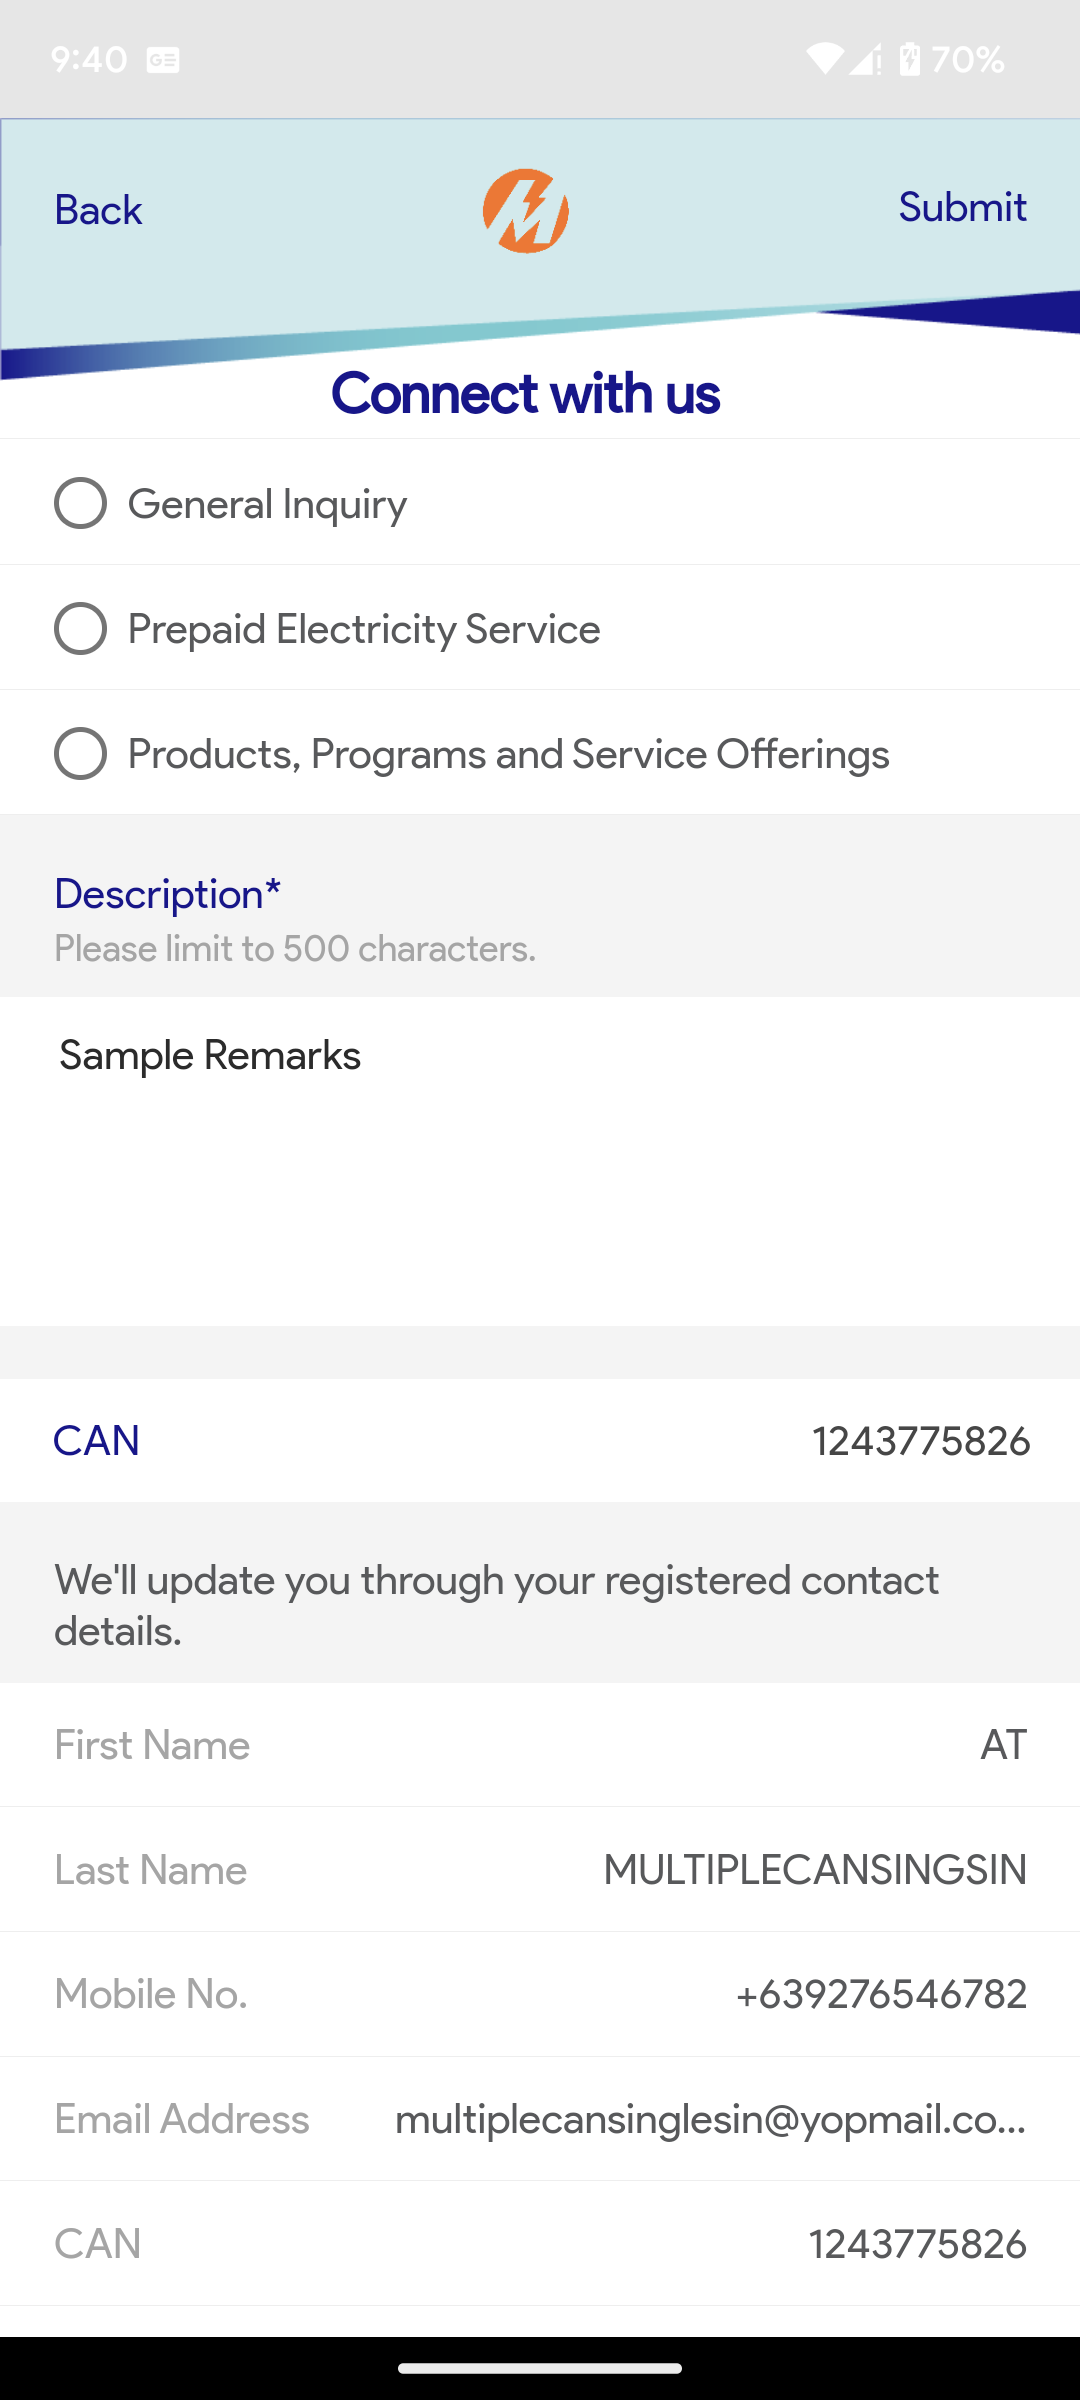 9:40 GE 70%
Back M Submit
Connect with us
General Inquiry
Prepaid Electricity Service
Products, Programs and Service Offerings
Description*
Please limit to 500 characters.
Sample Remarks
CAN 1243775826
We'll update you through your registered contact
details.
First Name AT
Last Name MULTIPLECANSINGSIN
Mobile No. +639276546782
Email Address multiplecansinglesin@yopmail.co...
CAN 1243775826